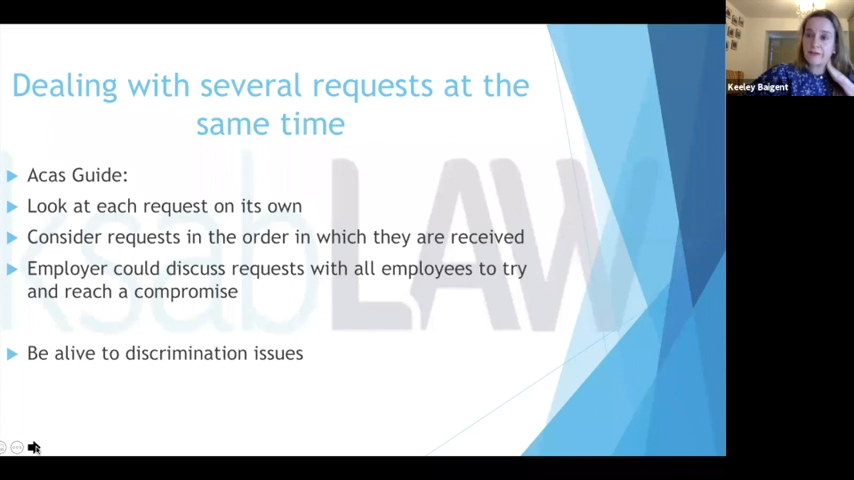 Dealing with several requests at the
same time
Acas Guide:
Look at each request on its own
Consider requests in the order in which they are received
Employer could discuss requests with all employees to try
and reach a compromise
Be alive to discrimination issues
ksabLAW
Keeley Baigent